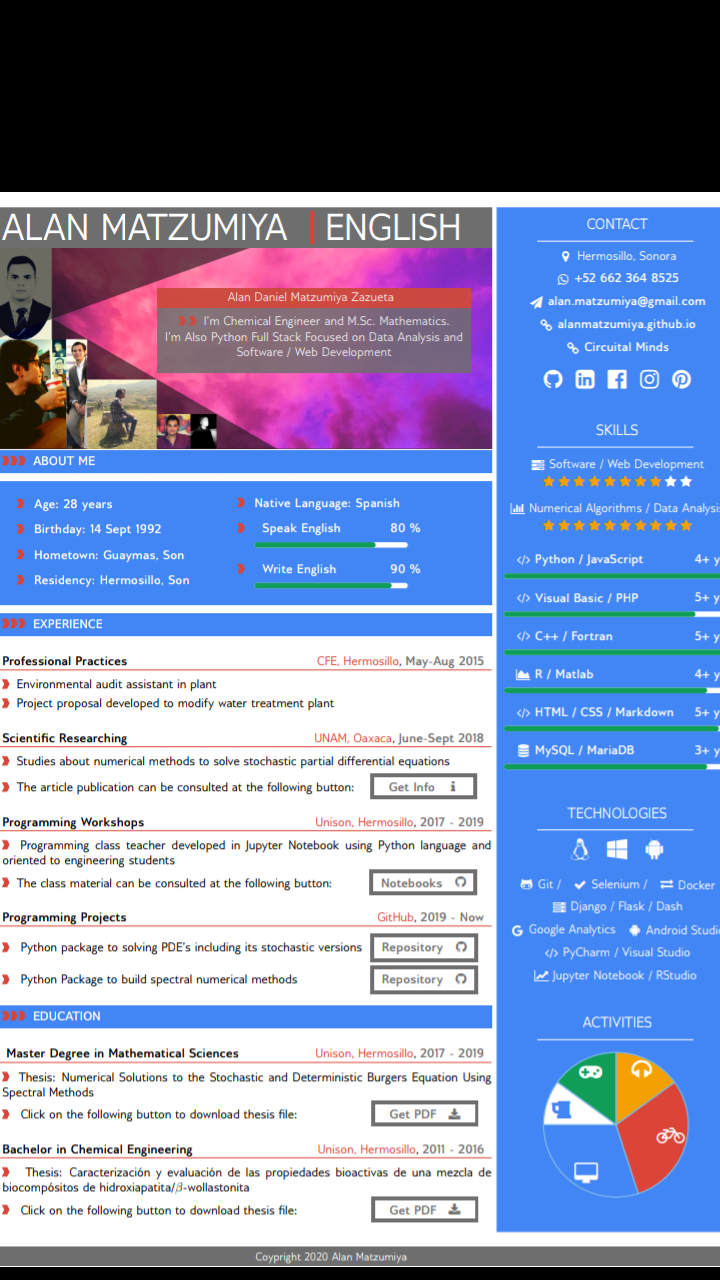 ALAN MATZUMIYA | ENGLISH
Alan Daniel Matzumiya Zazueta
I'm Chemical Engineer and M.Sc. Mathematics.
I'm Also Python Full Stack Focused on Data Analysis and
Software / Web Development
ABOUT ME
Age: 28 years
Birthday: 14 Sept 1992
Hometown: Guaymas, Son
Residency: Hermosillo, Son
Native Language: Spanish
Speak English 80 %
Write English 90 %
EXPERIENCE
Professional Practices CFE, Hermosillo, May-Aug 2015
Environmental audit assistant in plant
Project proposal developed to modify water treatment plant
Scientific Researching UNAM, Oaxaca, June-Sept 2018
Studies about numerical methods to solve stochastic partial differential equations
The article publication can be consulted at the following button: Get Info
Programming Workshops Unison, Hermosillo, 2017 - 2019
Programming class teacher developed in Jupyter Notebook using Python language and
oriented to engineering students
The class material can be consulted at the following button: Notebooks
Programming Projects GitHub, 2019 - Now
Python package to solving PDE's including its stochastic versions Repository
Python Package to build spectral numerical methods Repository
EDUCATION
Master Degree in Mathematical Sciences Unison, Hermosillo, 2017 - 2019
Thesis: Numerical Solutions to the Stochastic and Deterministic Burgers Equation Using
Spectral Methods
Click on the following button to download thesis file: Get PDF
Bachelor in Chemical Engineering Unison, Hermosillo, 2011 - 2016
Thesis: Caracterización y evaluación de las propiedades bioactivas de una mezcla de
biocompósitos de hidroxiapatita/β-wollastonita
Click on the following button to download thesis file: Get PDF
CONTACT
Hermosillo, Sonora
+52 662 364 8525
alan.matzumiya@gmail.com
alanmatzumiya.github.io
Circuital Minds
SKILLS
Software / Web Development
Numerical Algorithms / Data Analysis
</> Python / JavaScript 4+ y
</> Visual Basic / PHP 5+ y
</> C++ / Fortran 5+ y
R / Matlab 4+ y
</> HTML / CSS / Markdown 5+ y
MySQL / MariaDB 3+ y
TECHNOLOGIES
Git / Selenium / Docker
Django / Flask / Dash
Google Analytics Android Studio
</> PyCharm / Visual Studio
Jupyter Notebook / RStudio
ACTIVITIES
Coypright 2020 Alan Matzumiya